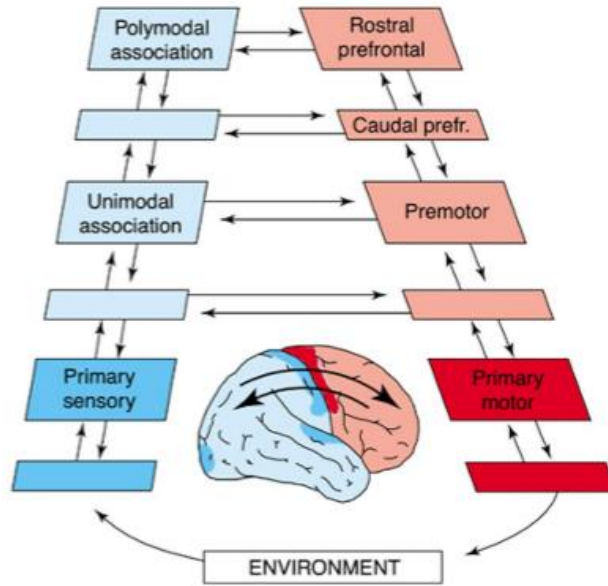 Polymodal
association
Rostral
prefrontal
Caudal prefr.
Unimodal
association
Premotor
Primary
sensory
Primary
motor
ENVIRONMENT